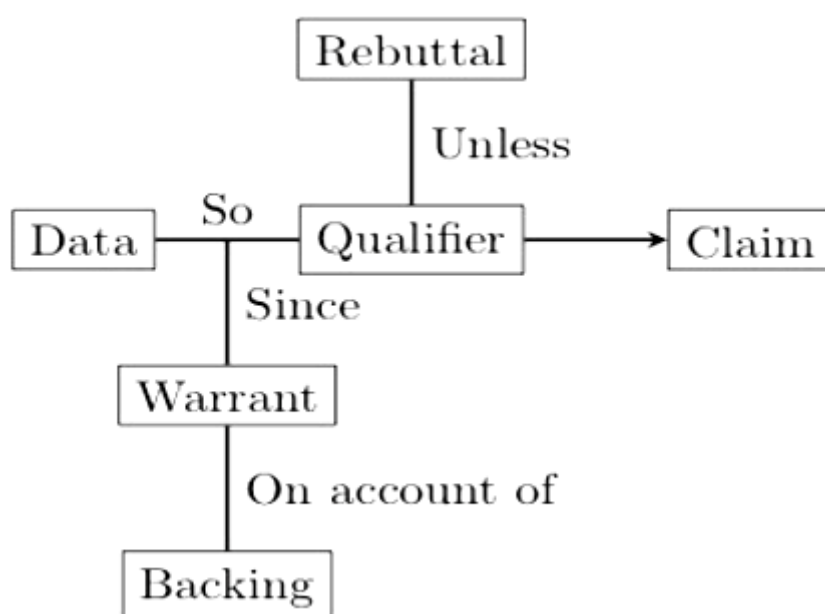 Rebuttal
Unless
So
Data
Qualifier
Claim
Since
Warrant
On account of
Backing